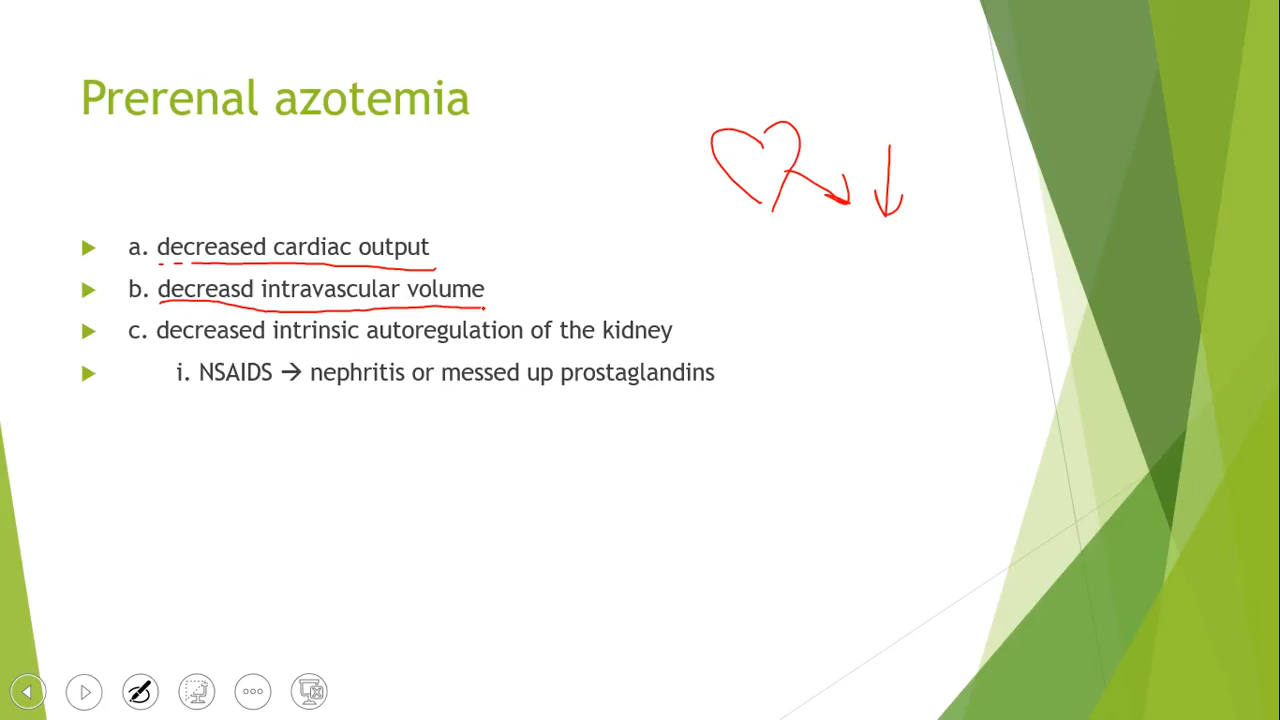 Prerenal azotemia
a. decreased cardiac output
b. decreasd intravascular volume
c. decreased intrinsic autoregulation of the kidney
i. NSAIDS → nephritis or messed up prostaglandins